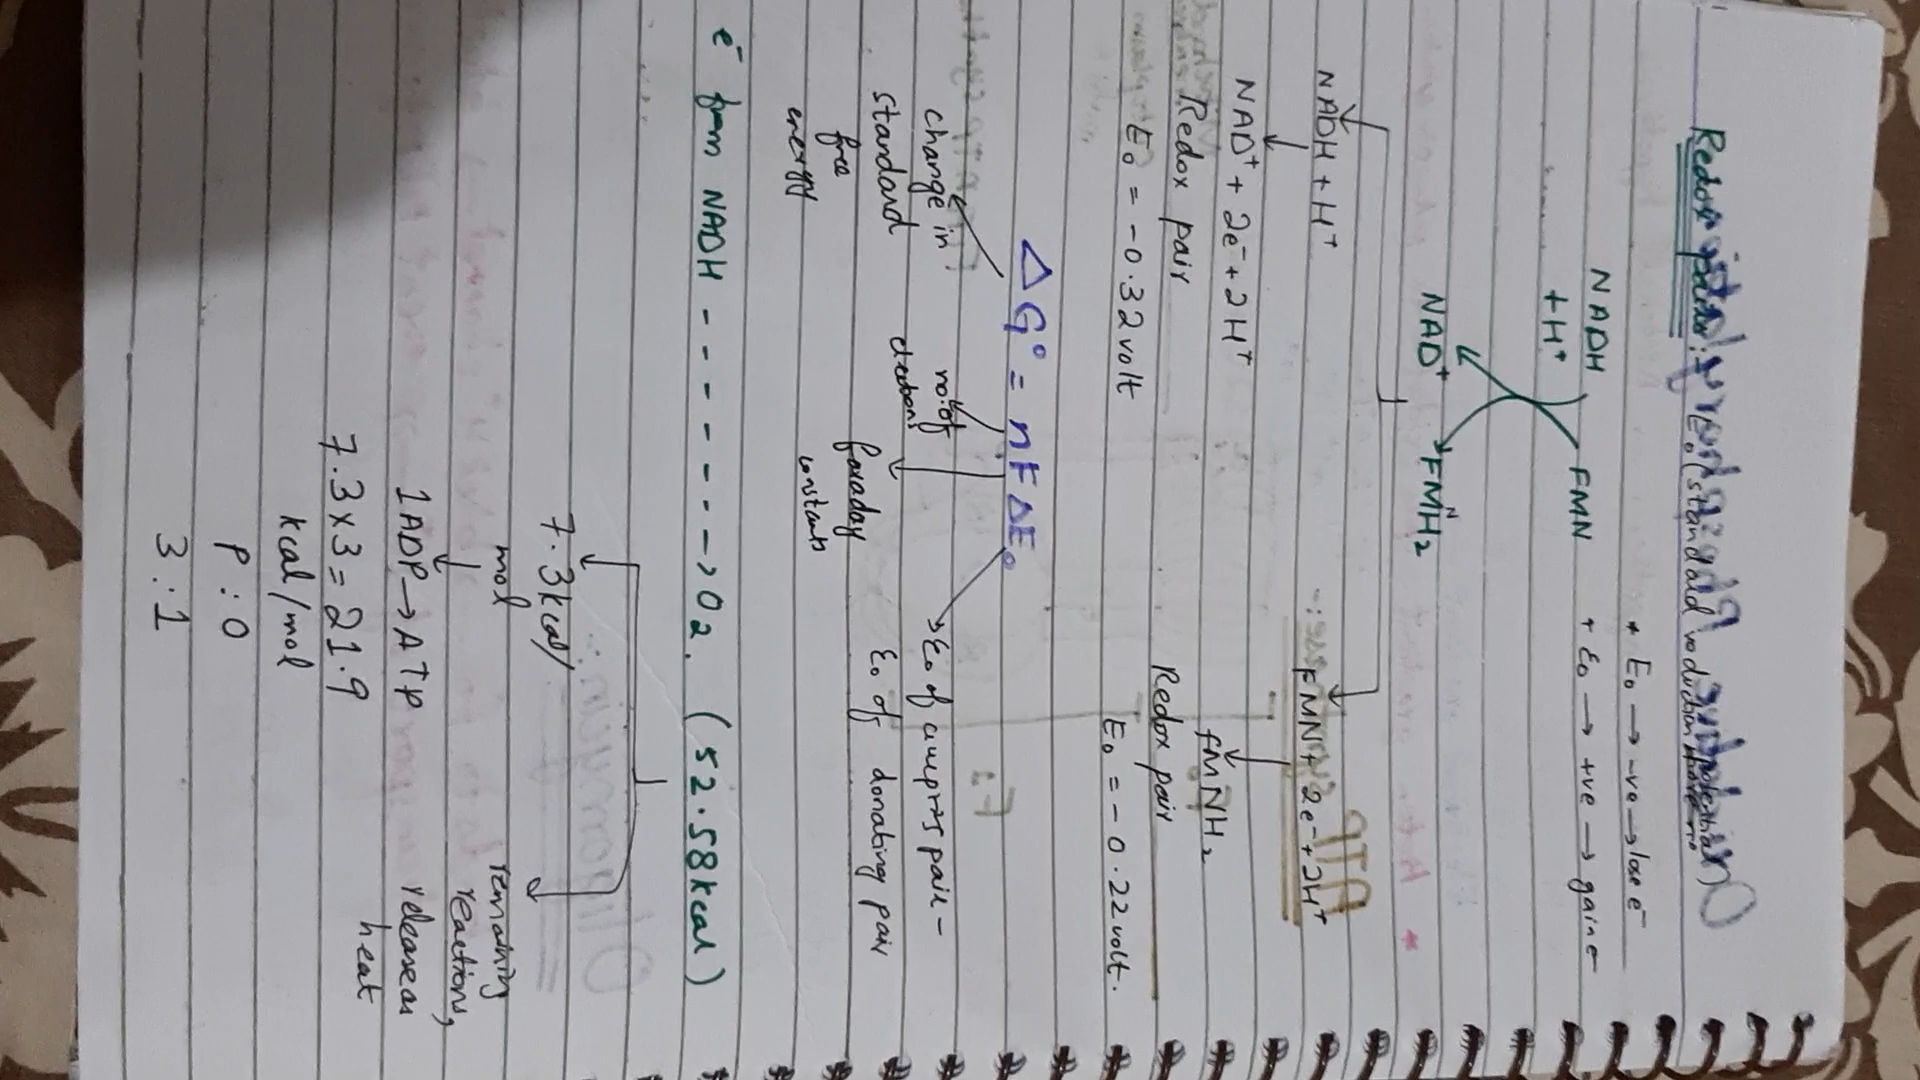 Redox pairs:- E₀ (standard reduction potential)
* E₀ → -ve → lose e⁻
NADH FMN * E₀ → +ve → gain e⁻
+H⁺
NAD⁺ FMNH₂
NADH + H⁺ FMN + 2e⁻ + 2H⁺
NAD⁺ + 2e⁻ + 2H⁺ FMNH₂
Redox pair Redox pair
E₀ = -0.32 volt E₀ = -0.22 volt.
ΔG° = nFΔE₀
change in standard free energy
no: of
faraday constant
→ E₀ of pair -
E₀ of donating pair
e⁻ from NADH - - - - - - → O₂. (52.58 kcal)
7.3 kcal/
mol
1 ADP → ATP
7.3 x 3 = 21.9
kcal/mol
P : O
3 : 1
remaining
reactions,
release as
heat